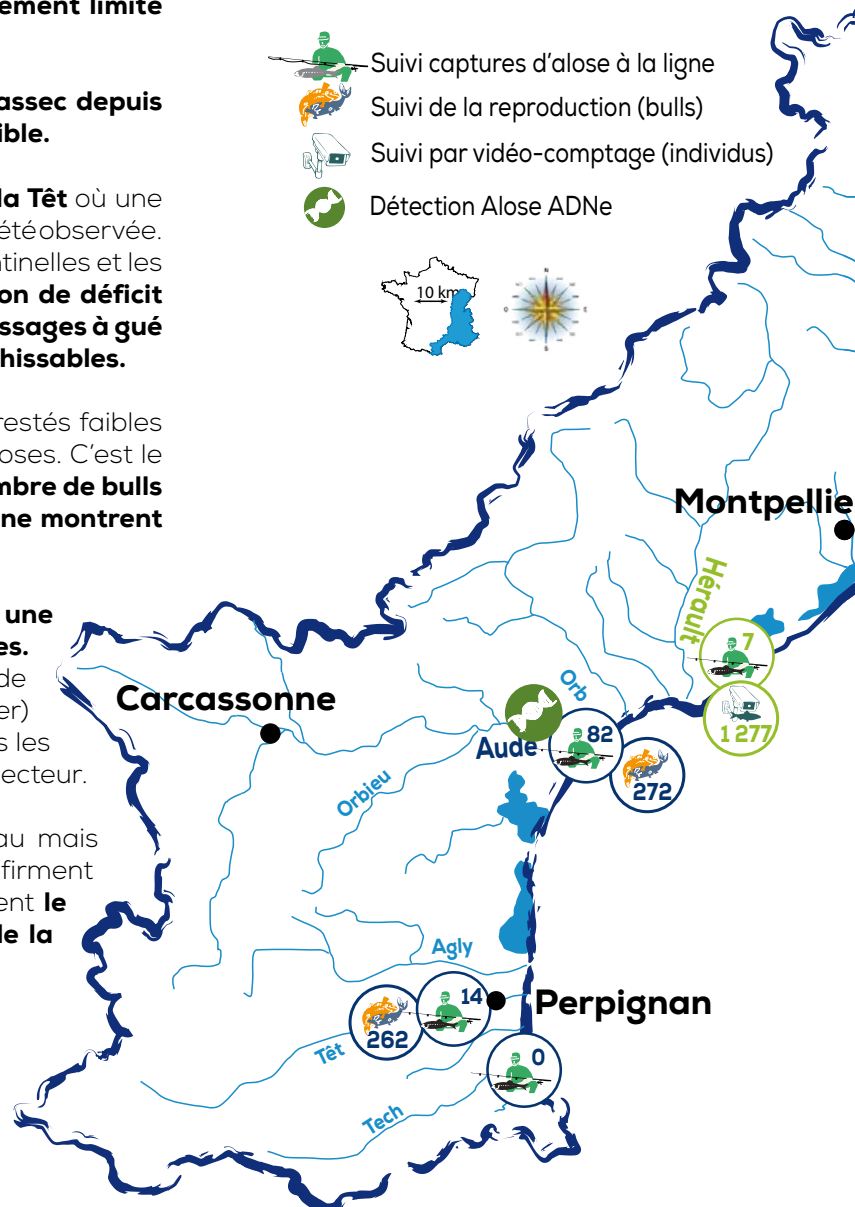 ement limité
assec depuis
ible.
la Têt où une
été observée.
ntinelles et les
on de déficit
ssages à gué
hissables.
restés faibles
oses. C'est le
mbre de bulls
ne montrent
une
es.
de
er)
s les
ecteur.
au mais
firment
ent le
de la
Suivi captures d'alose à la ligne
Suivi de la reproduction (bulls)
Suivi par vidéo-comptage (individus)
Détection Alose ADNe
10 km
Montpellie
Hérault
7
1 277
Orb
Carcassonne
Aude
82
272
Orbieu
Agly
14
Perpignan
262
Têt
0
Tech